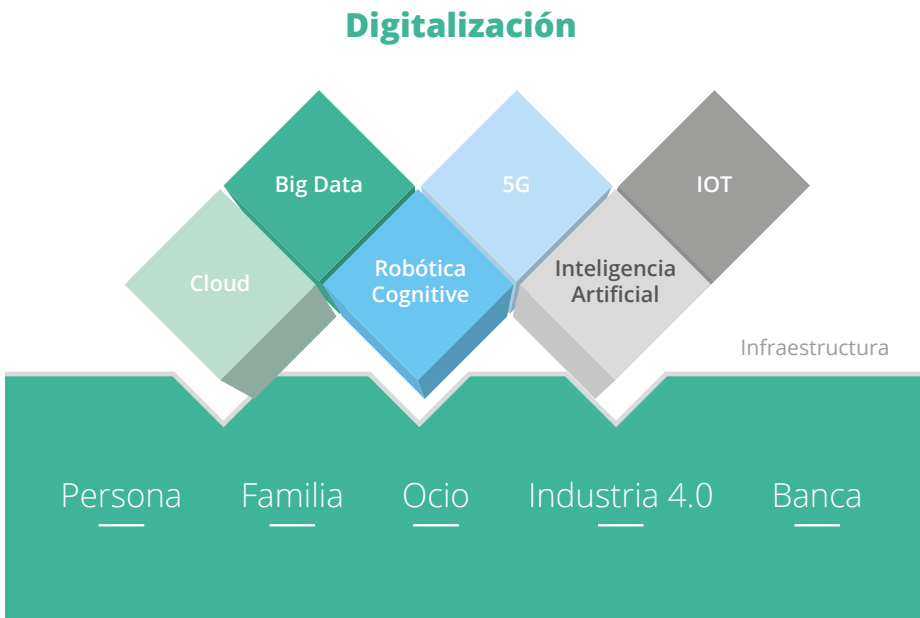 Digitalización
Big Data
5G
IOT
Cloud
Robótica
Cognitive
Inteligencia
Artificial
Infraestructura
Persona
Familia
Ocio
Industria 4.0
Banca